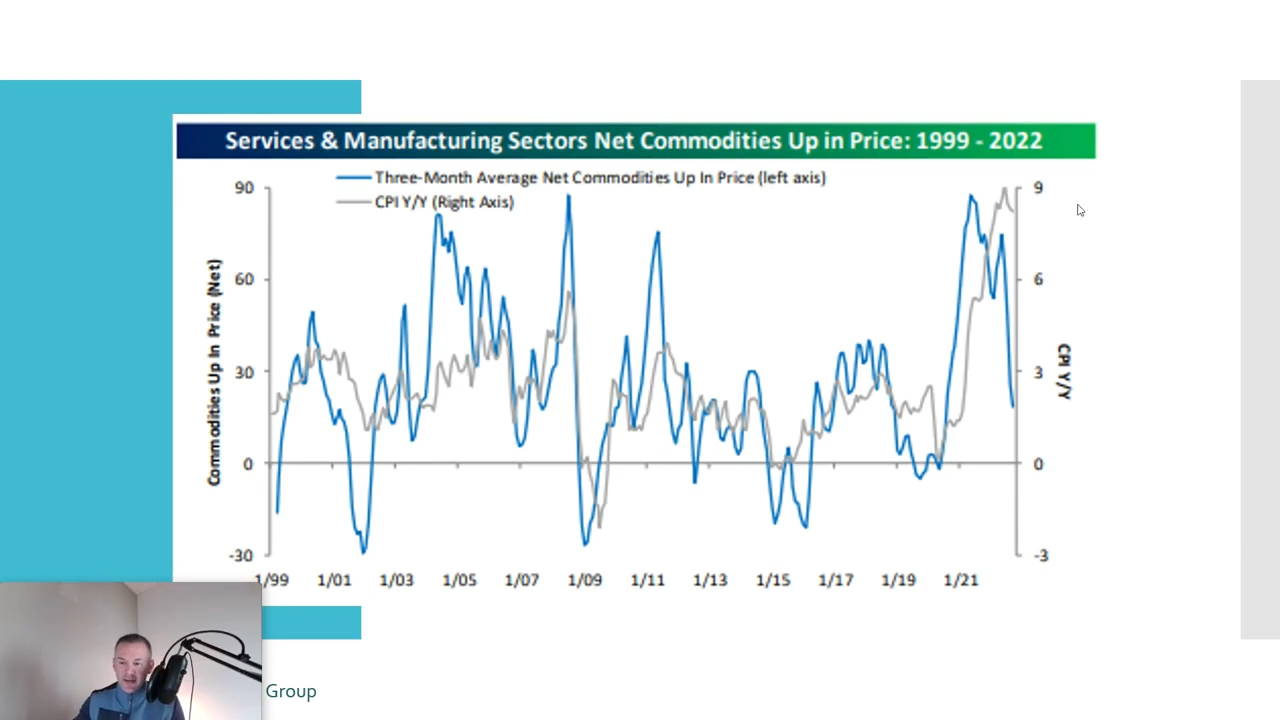 Services & Manufacturing Sectors Net Commodities Up in Price: 1999 - 2022
Three-Month Average Net Commodities Up In Price (left axis)
CPI Y/Y (Right Axis)
90
60
30
0
-30
Commodities Up In Price (Net)
9
6
3
0
-3
CPI Y/Y
1/99 1/01 1/03 1/05 1/07 1/09 1/11 1/13 1/15 1/17 1/19 1/21
Group